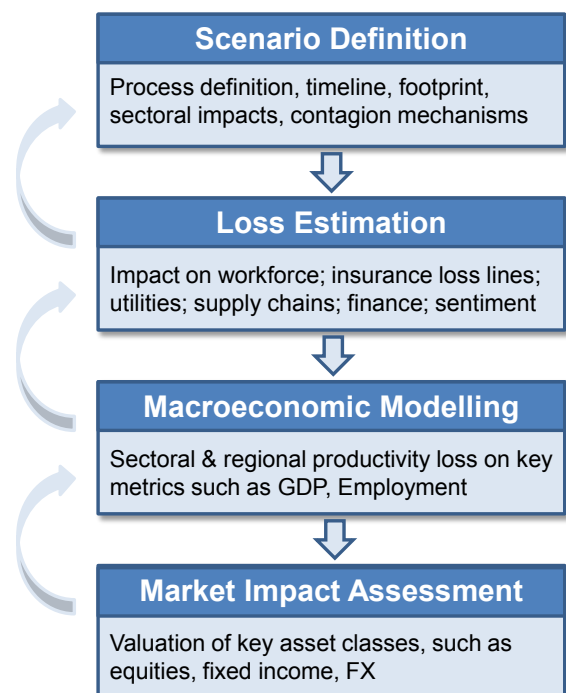 Scenario Definition
Process definition, timeline, footprint,
sectoral impacts, contagion mechanisms
Loss Estimation
Impact on workforce; insurance loss lines;
utilities; supply chains; finance; sentiment
Macroeconomic Modelling
Sectoral & regional productivity loss on key
metrics such as GDP, Employment
Market Impact Assessment
Valuation of key asset classes, such as
equities, fixed income, FX